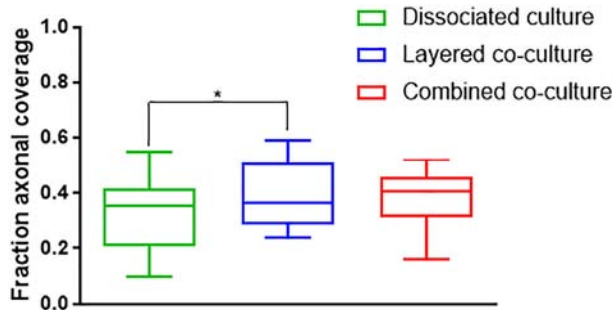 Dissociated culture
Layered co-culture
Combined co-culture
Fraction axonal coverage
1.0
0.8
0.6
0.4
0.2
0.0
*